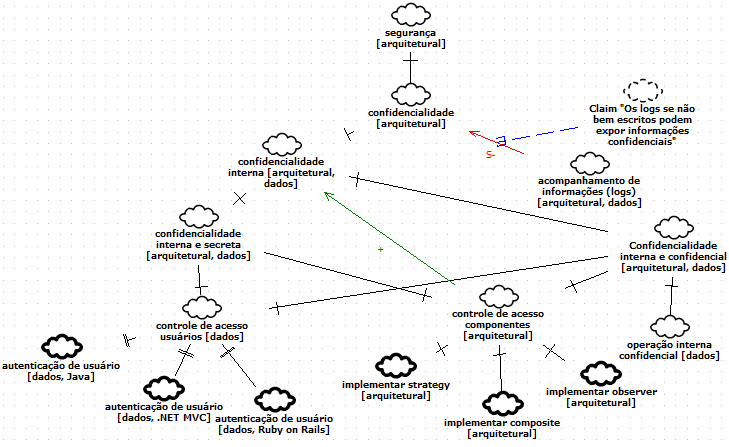 segurança
[arquitetural]
confidencialidade
[arquitetural]
Claim "Os logs se não
bem escritos podem
expor informações
confidenciais"
S-
confidencialidade
interna [arquitetural,
dados]
acompanhamento de
informações (logs)
[arquitetural, dados]
confidencialidade
interna e secreta
[arquitetural, dados]
+
Confidencialidade
interna e confidencial
[arquitetural, dados]
controle de acesso
usuários [dados]
controle de acesso
componentes
[arquitetural]
operação interna
confidencial [dados]
autenticação de usuário
[dados, Java]
autenticação de usuário
[dados, .NET MVC]
autenticação de usuário
[dados, Ruby on Rails]
implementar strategy
[arquitetural]
implementar composite
[arquitetural]
implementar observer
[arquitetural]